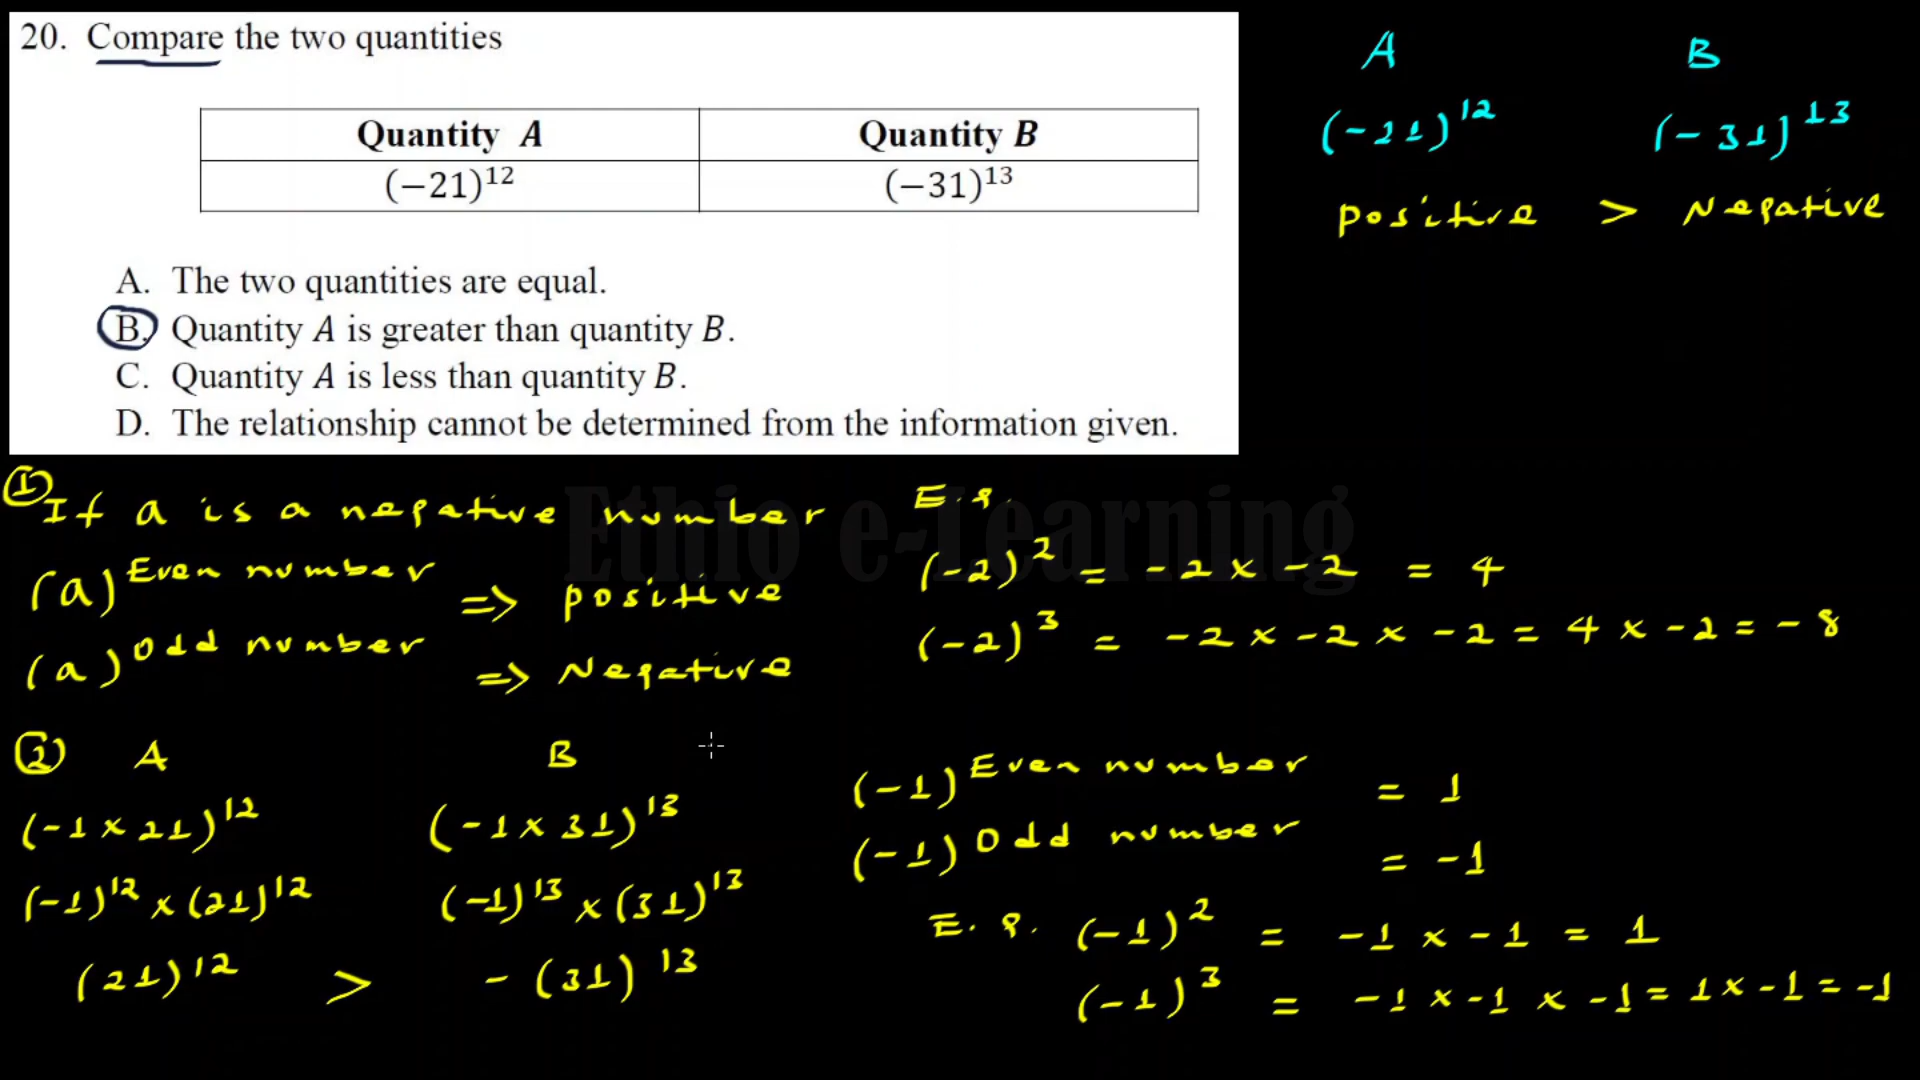 20. Compare the two quantities
Quantity A Quantity B
(−21)¹² (−31)¹³
A. The two quantities are equal.
B. Quantity A is greater than quantity B.
C. Quantity A is less than quantity B.
D. The relationship cannot be determined from the information given.
A B
(-21)¹² (-31)¹³
positive > Negative
① If a is a negative number
(a)^Even number => positive
(a)^Odd number => Negative
E.g.
(-2)² = -2 x -2 = 4
(-2)³ = -2 x -2 x -2 = 4 x -2 = -8
② A B
(-1 x 21)¹² (-1 x 31)¹³
(-1)¹² x (21)¹² (-1)¹³ x (31)¹³
(21)¹² > - (31)¹³
(-1)^Even number = 1
(-1)^Odd number = -1
E.g. (-1)² = -1 x -1 = 1
(-1)³ = -1 x -1 x -1 = 1 x -1 = -1
Ethio e-Learning